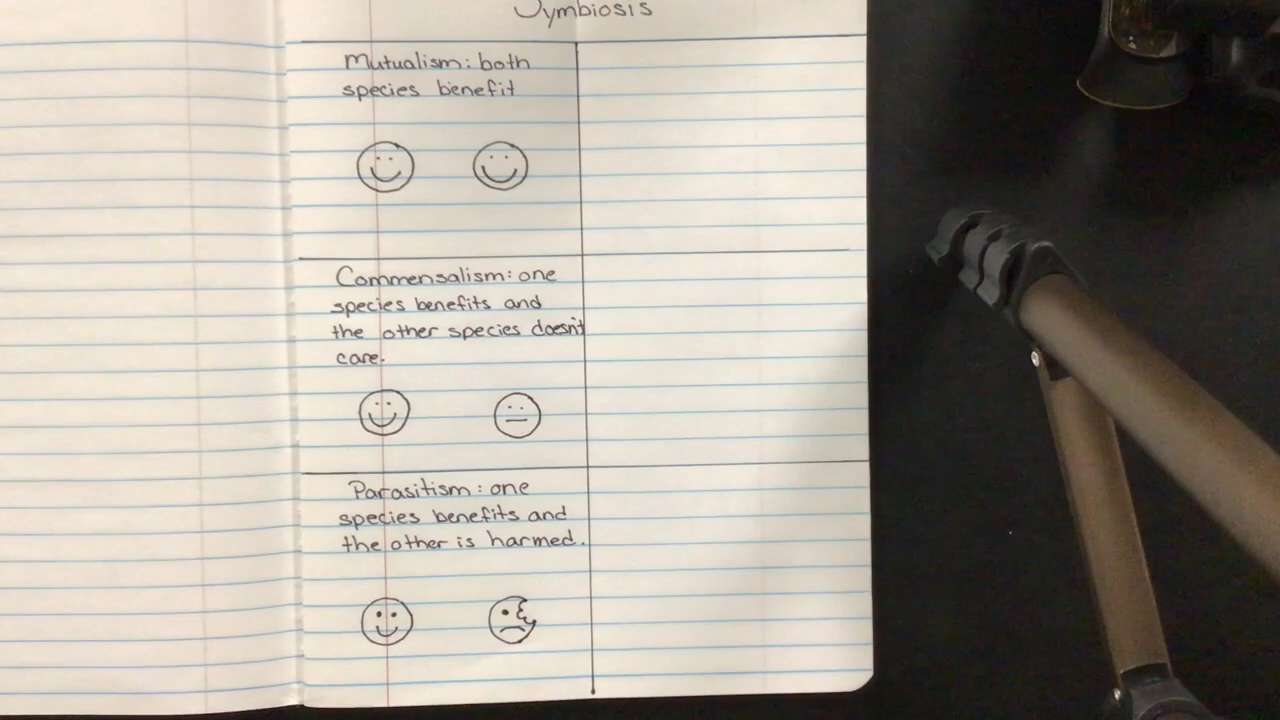 Symbiosis
Mutualism: both
species benefit
Commensalism: one
species benefits and
the other species doesn't
care.
Parasitism: one
species benefits and
the other is harmed.